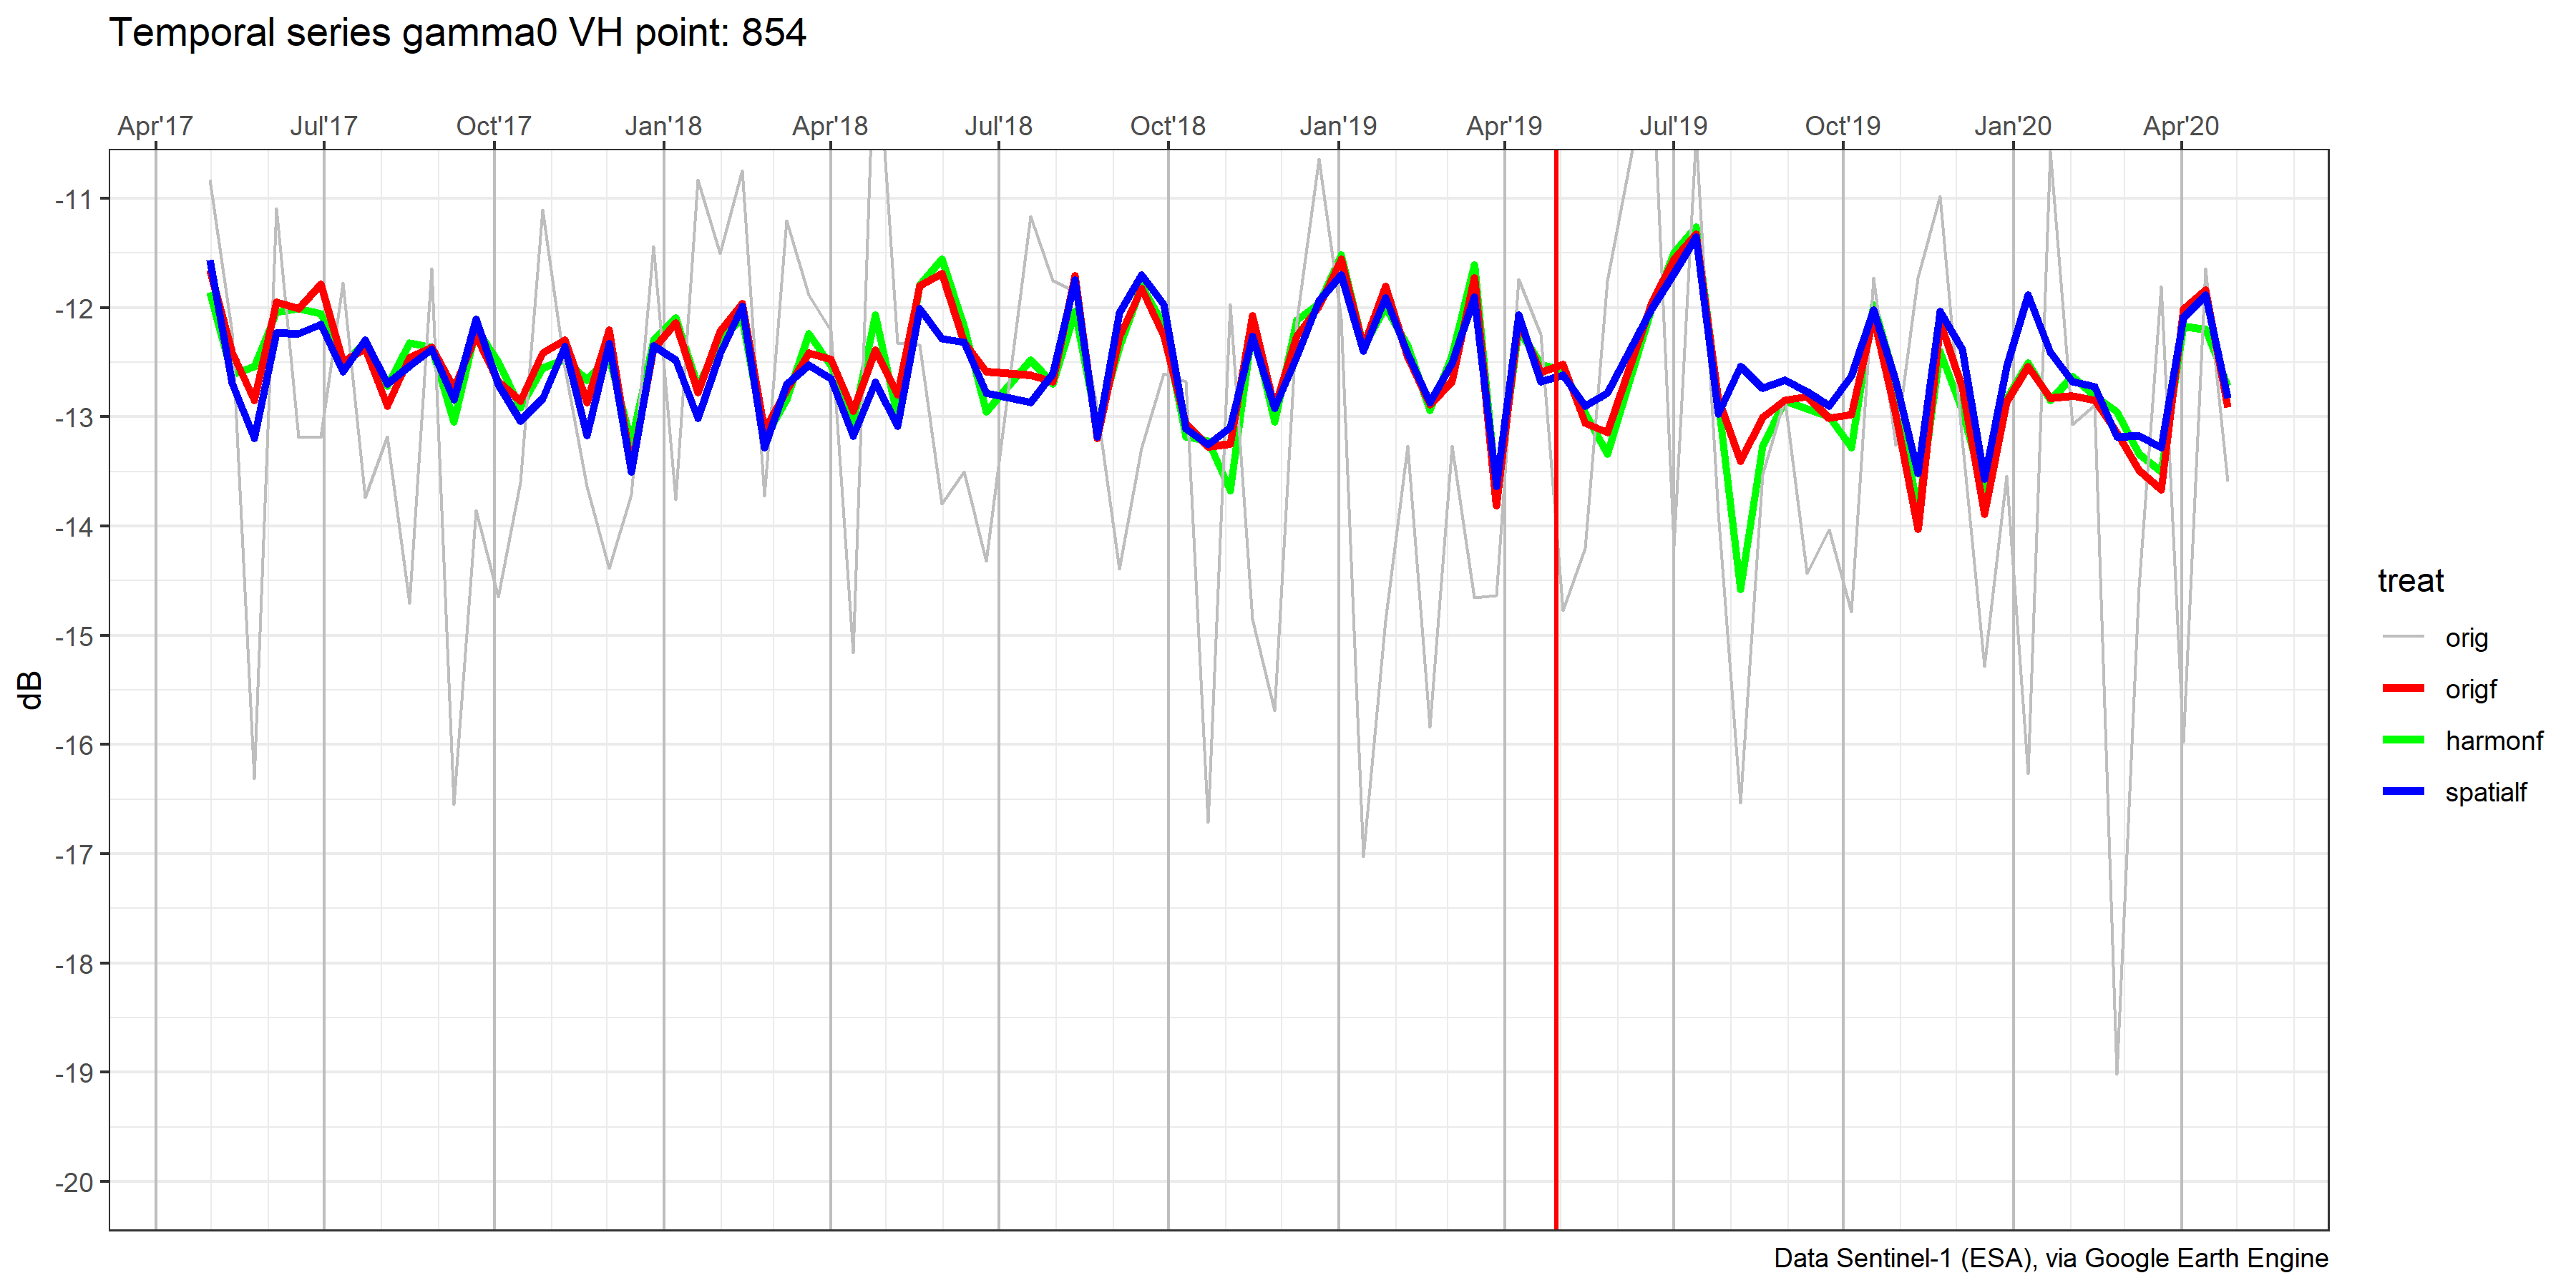 Temporal series gamma0 VH point: 854
Apr'17 Jul'17 Oct'17 Jan'18 Apr'18 Jul'18 Oct'18 Jan'19 Apr'19 Jul'19 Oct'19 Jan'20 Apr'20
-11
-12
-13
-14
-15
-16
-17
-18
-19
-20
dB
treat
orig
origf
harmonf
spatialf
Data Sentinel-1 (ESA), via Google Earth Engine